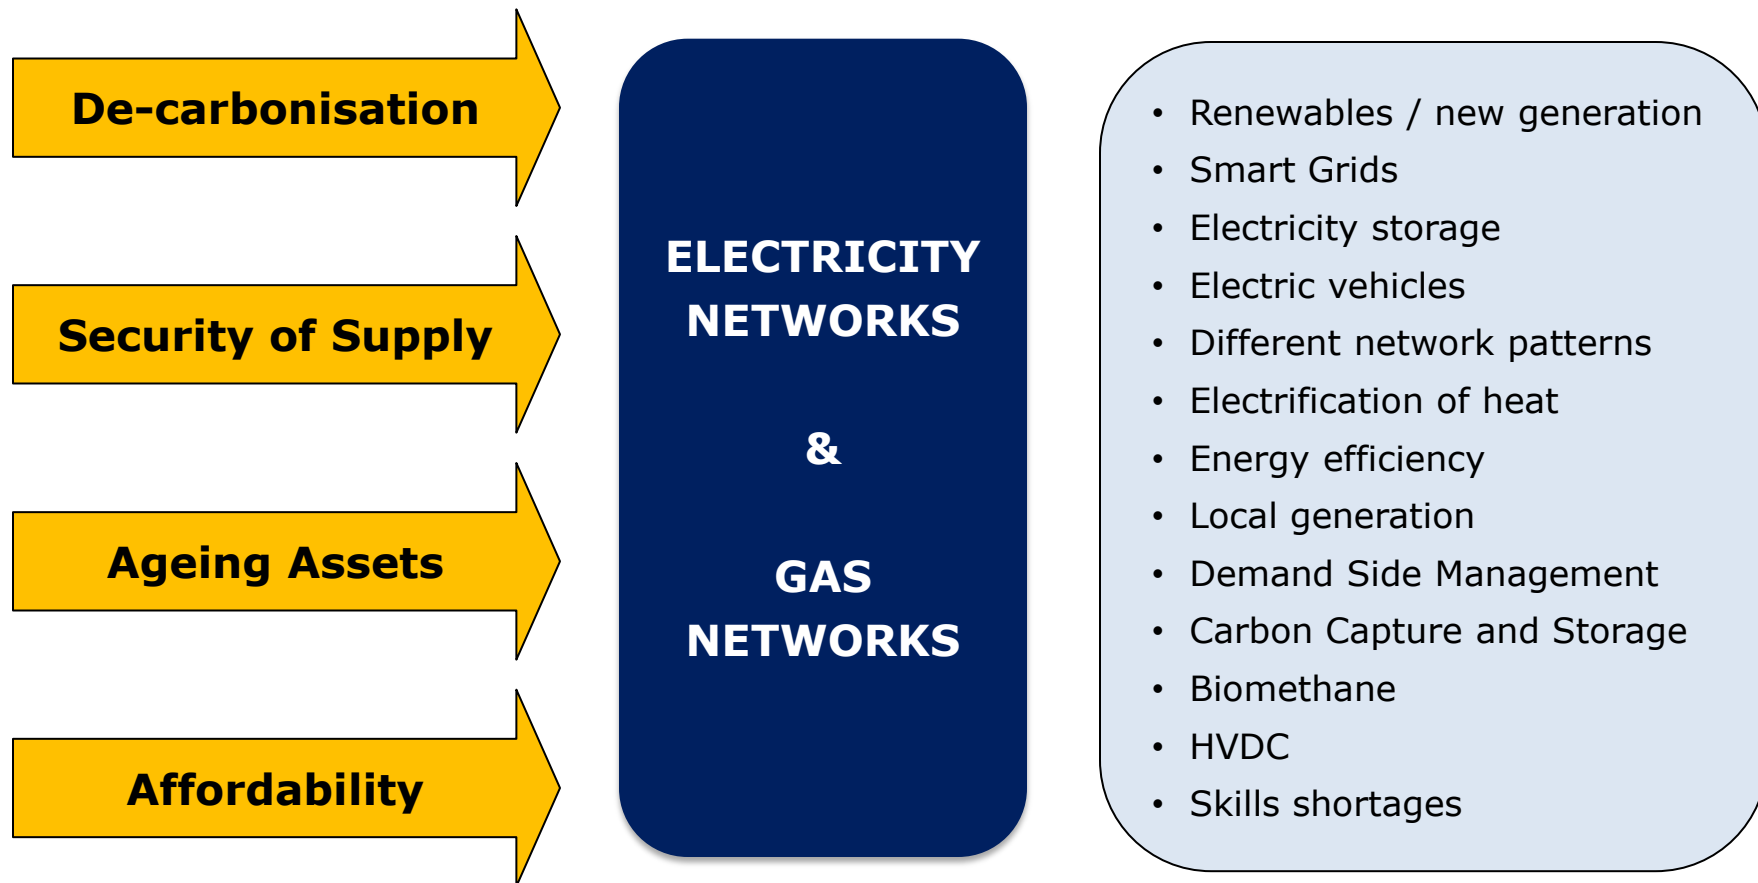 De-carbonisation
Security of Supply
Ageing Assets
Affordability
ELECTRICITY
NETWORKS
&
GAS
NETWORKS
• Renewables / new generation
• Smart Grids
• Electricity storage
• Electric vehicles
• Different network patterns
• Electrification of heat
• Energy efficiency
• Local generation
• Demand Side Management
• Carbon Capture and Storage
• Biomethane
• HVDC
• Skills shortages